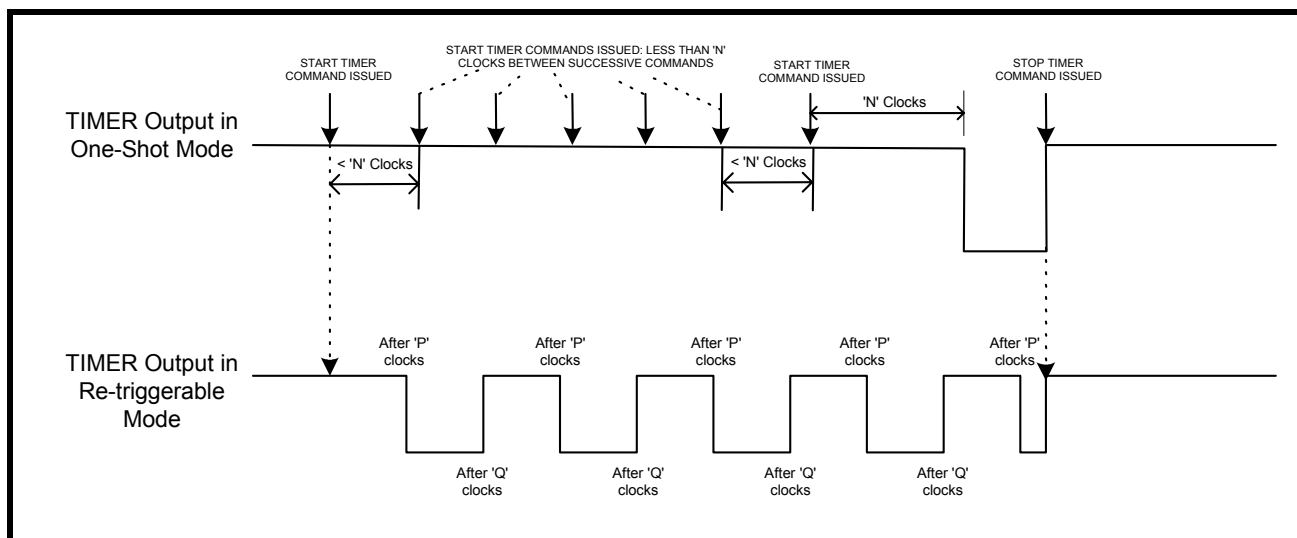 START TIMER
COMMAND ISSUED
START TIMER COMMANDS ISSUED: LESS THAN 'N'
CLOCKS BETWEEN SUCCESSIVE COMMANDS
START TIMER
COMMAND ISSUED
STOP TIMER
COMMAND ISSUED
'N' Clocks
TIMER Output in
One-Shot Mode
< 'N' Clocks
< 'N' Clocks
After 'P'
clocks
After 'P'
clocks
After 'P'
clocks
After 'P'
clocks
After 'P'
clocks
TIMER Output in
Re-triggerable
Mode
After 'Q'
clocks
After 'Q'
clocks
After 'Q'
clocks
After 'Q'
clocks